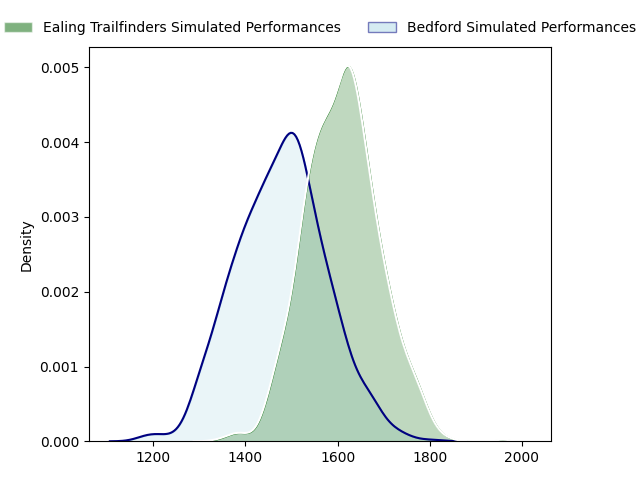 Ealing Trailfinders Simulated Performances
Bedford Simulated Performances
0.005
0.004
0.003
0.002
0.001
0.000
Density
1200 1400 1600 1800 2000